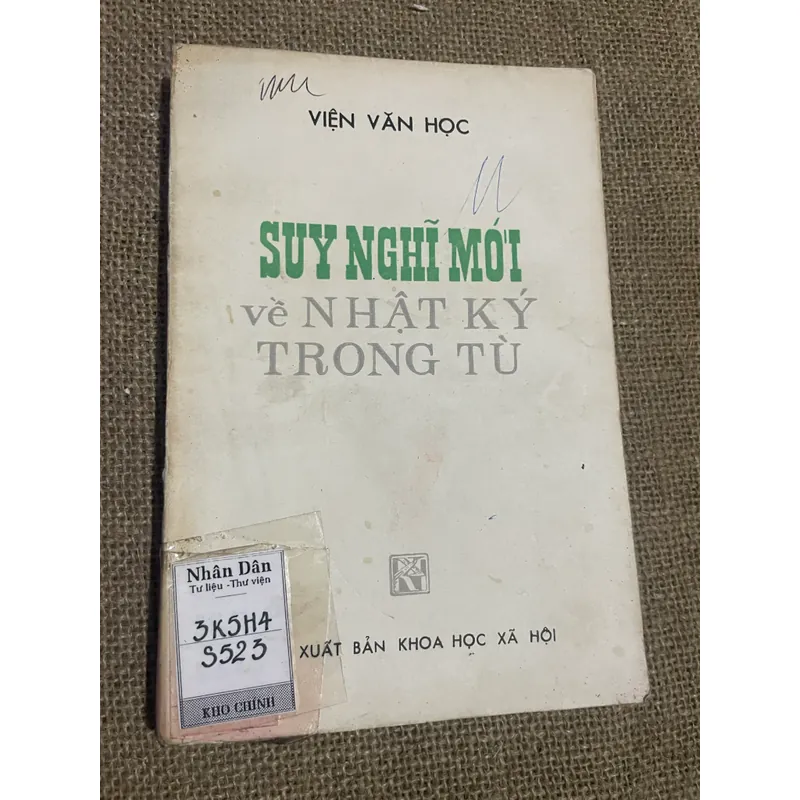 VIỆN VĂN HỌC
SUY NGHĨ MỚI
về NHẬT KÝ
TRONG TÙ
Nhân Dân
Tư liệu -Thư viện
3K5H4
S523
KHO CHÍNH
XUẤT BẢN KHOA HỌC XÃ HỘI